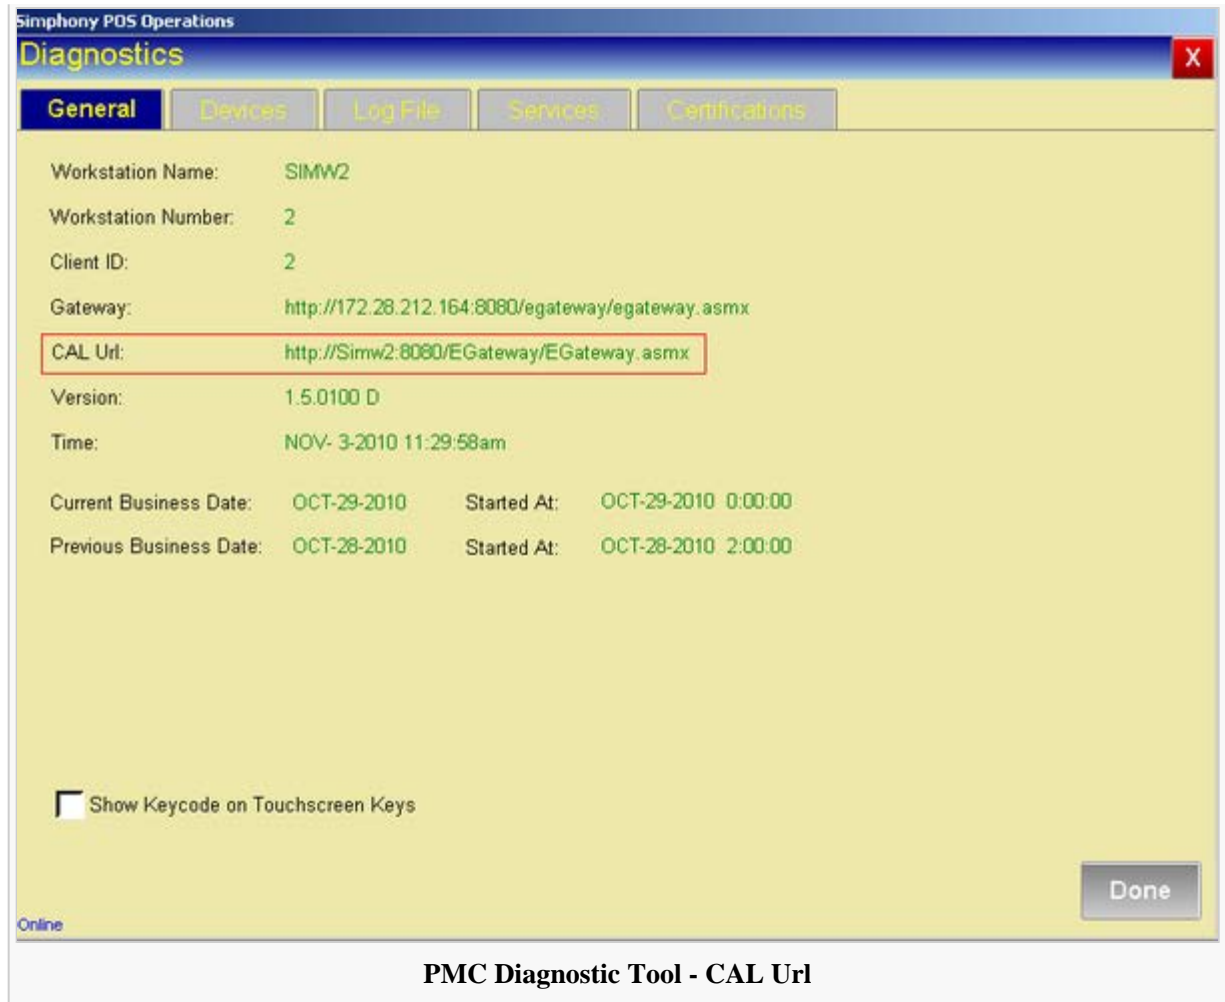 Simphony POS Operations
Diagnostics
X
General Devices Log File Services Certifications
Workstation Name: SIMW2
Workstation Number: 2
Client ID: 2
Gateway: http://172.28.212.164:8080/egateway/egateway.asmx
CAL Url: http://Simw2:8080/EGateway/EGateway.asmx
Version: 1.5.0100 D
Time: NOV- 3-2010 11:29:58am
Current Business Date: OCT-29-2010 Started At: OCT-29-2010 0:00:00
Previous Business Date: OCT-28-2010 Started At: OCT-28-2010 2:00:00
Show Keycode on Touchscreen Keys
Done
Online
PMC Diagnostic Tool - CAL Url